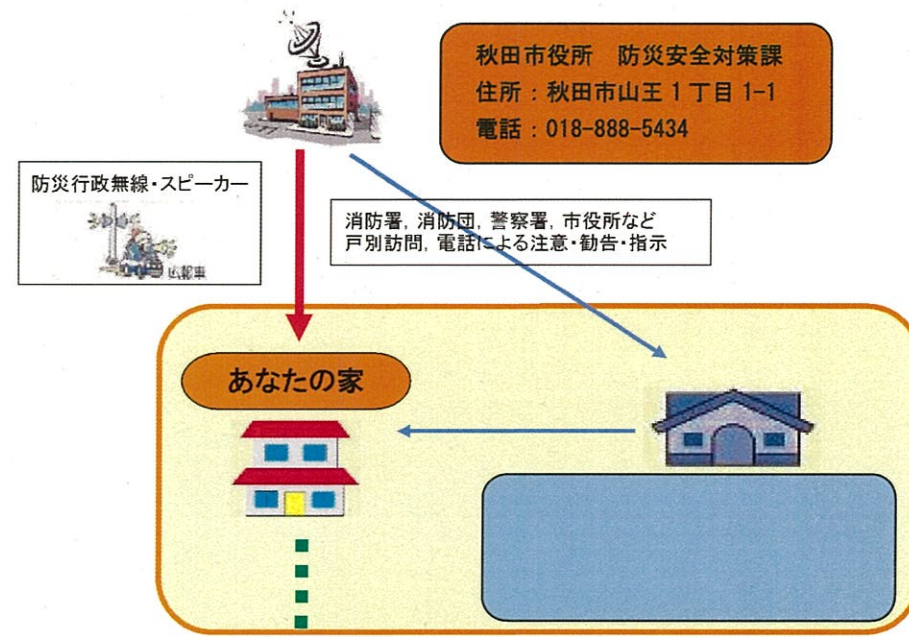 秋田市役所　防災安全対策課
住所：秋田市山王１丁目 1-1
電話：018-888-5434
防災行政無線・スピーカー
広報車
消防署，消防団，警察署，市役所など
戸別訪問，電話による注意・勧告・指示
あなたの家